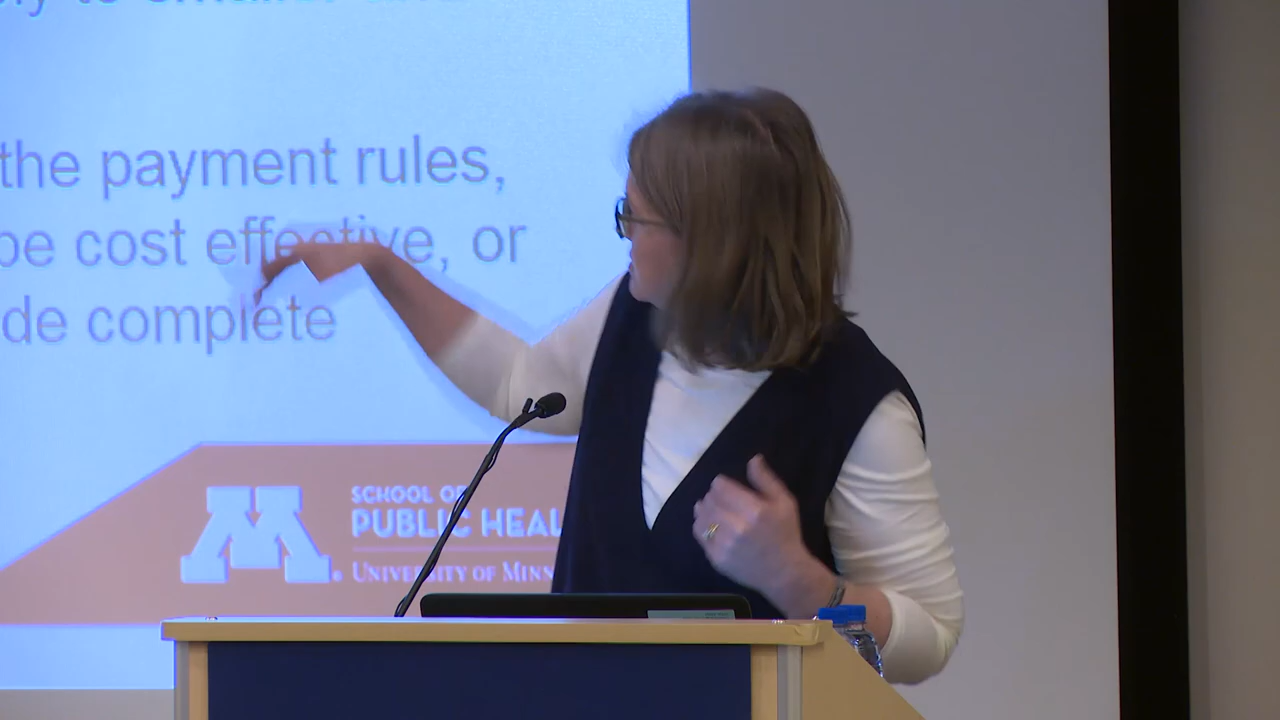 the payment rules,
be cost effective, or
de complete
SCHOOL OF
PUBLIC HEAL
UNIVERSITY OF MINN